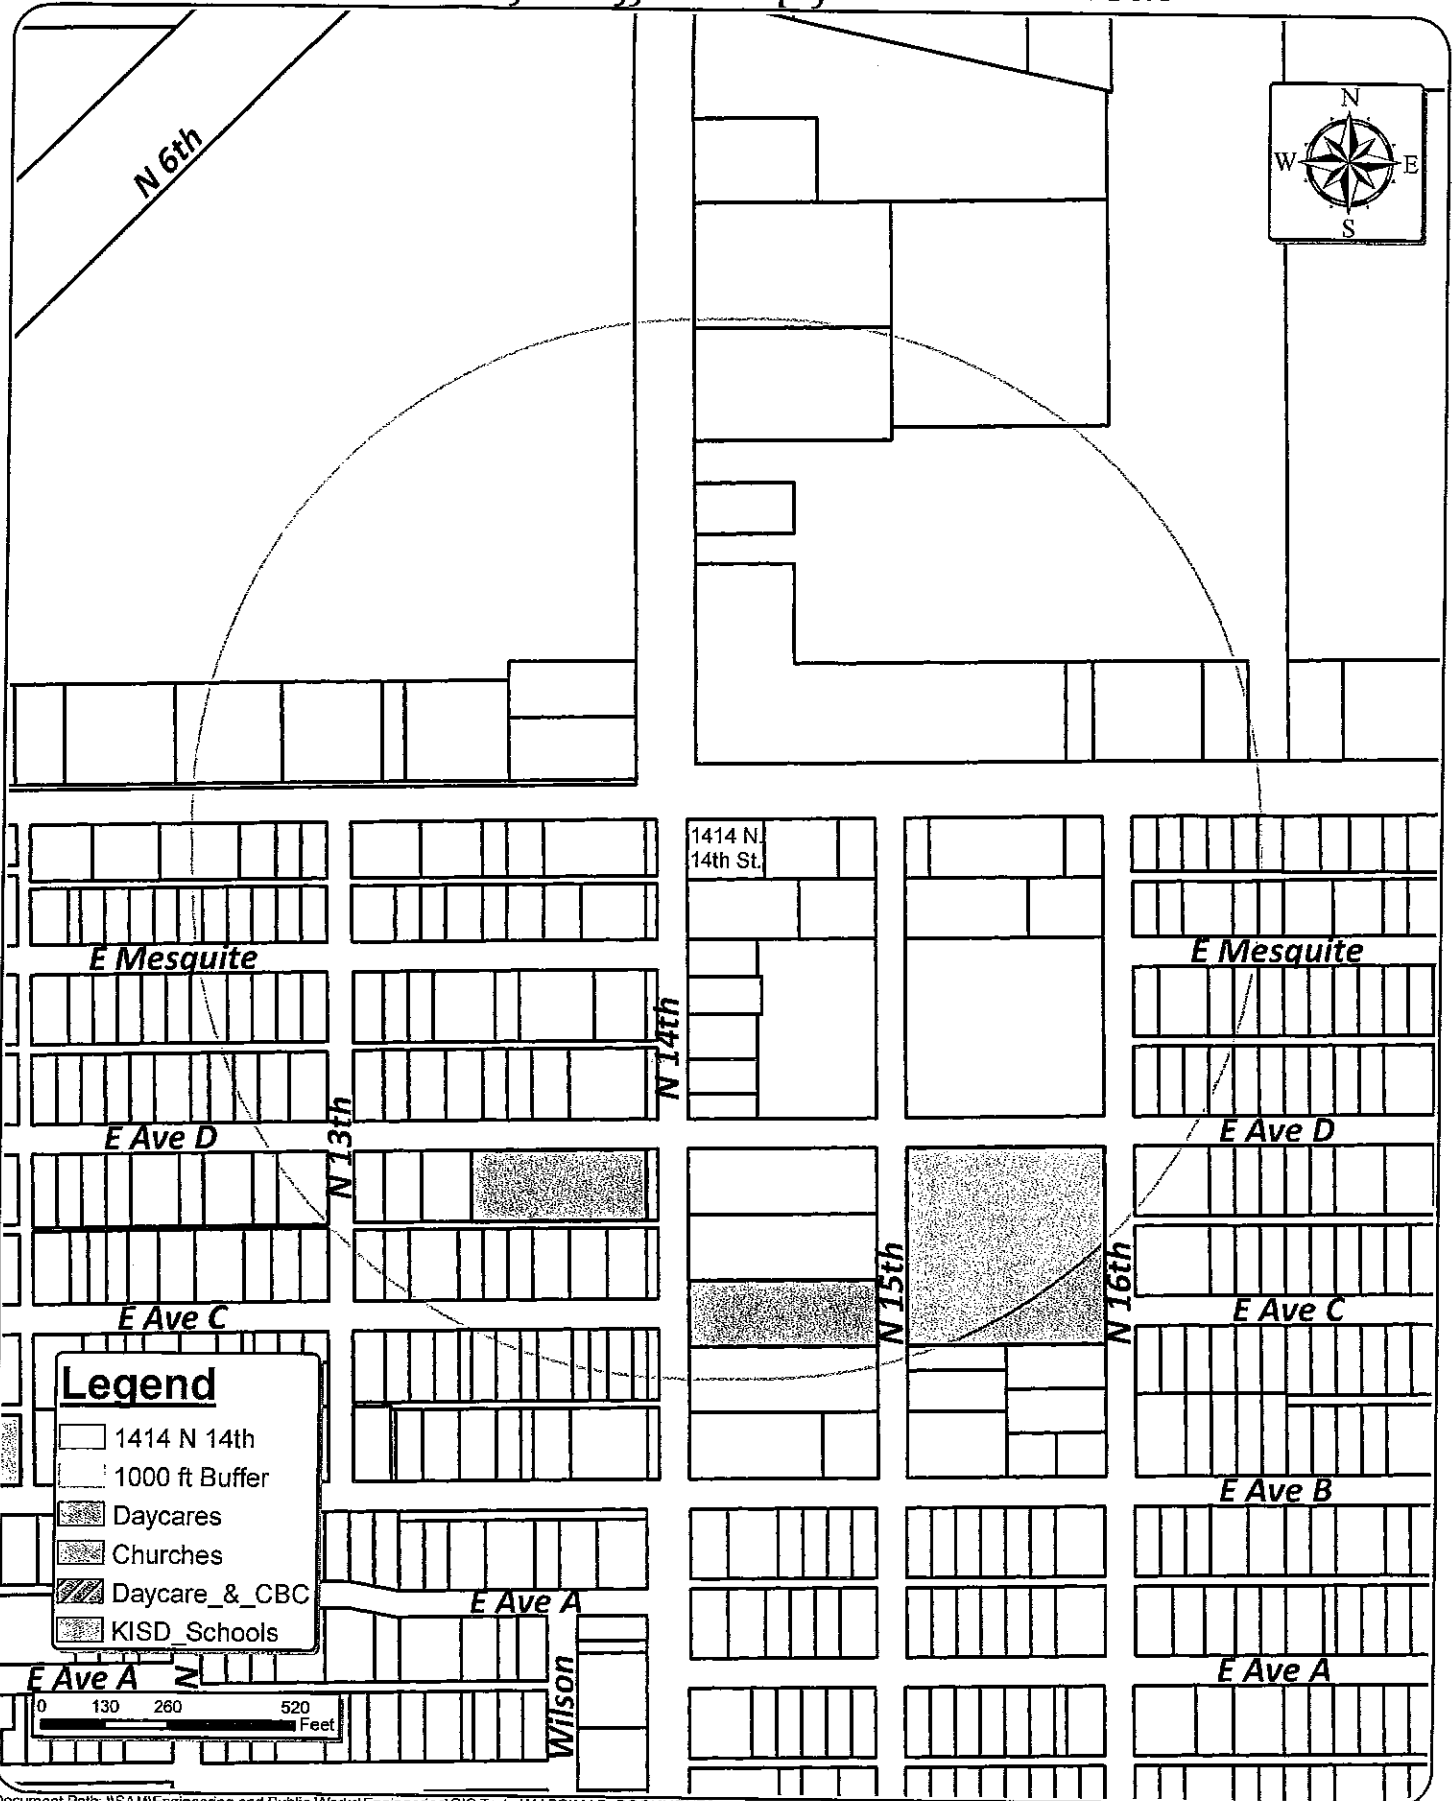 N 6th
N
W E
S
1414 N.
14th St.
E Mesquite
E Mesquite
N 14th
E Ave D
N 13th
E Ave D
N 15th
N 16th
E Ave C
E Ave C
Legend
1414 N 14th
1000 ft Buffer
Daycares
Churches
Daycare_&_CBC
KISD_Schools
E Ave B
E Ave A
E Ave A
N
E Ave A
Wilson
0 130 260 520
Feet